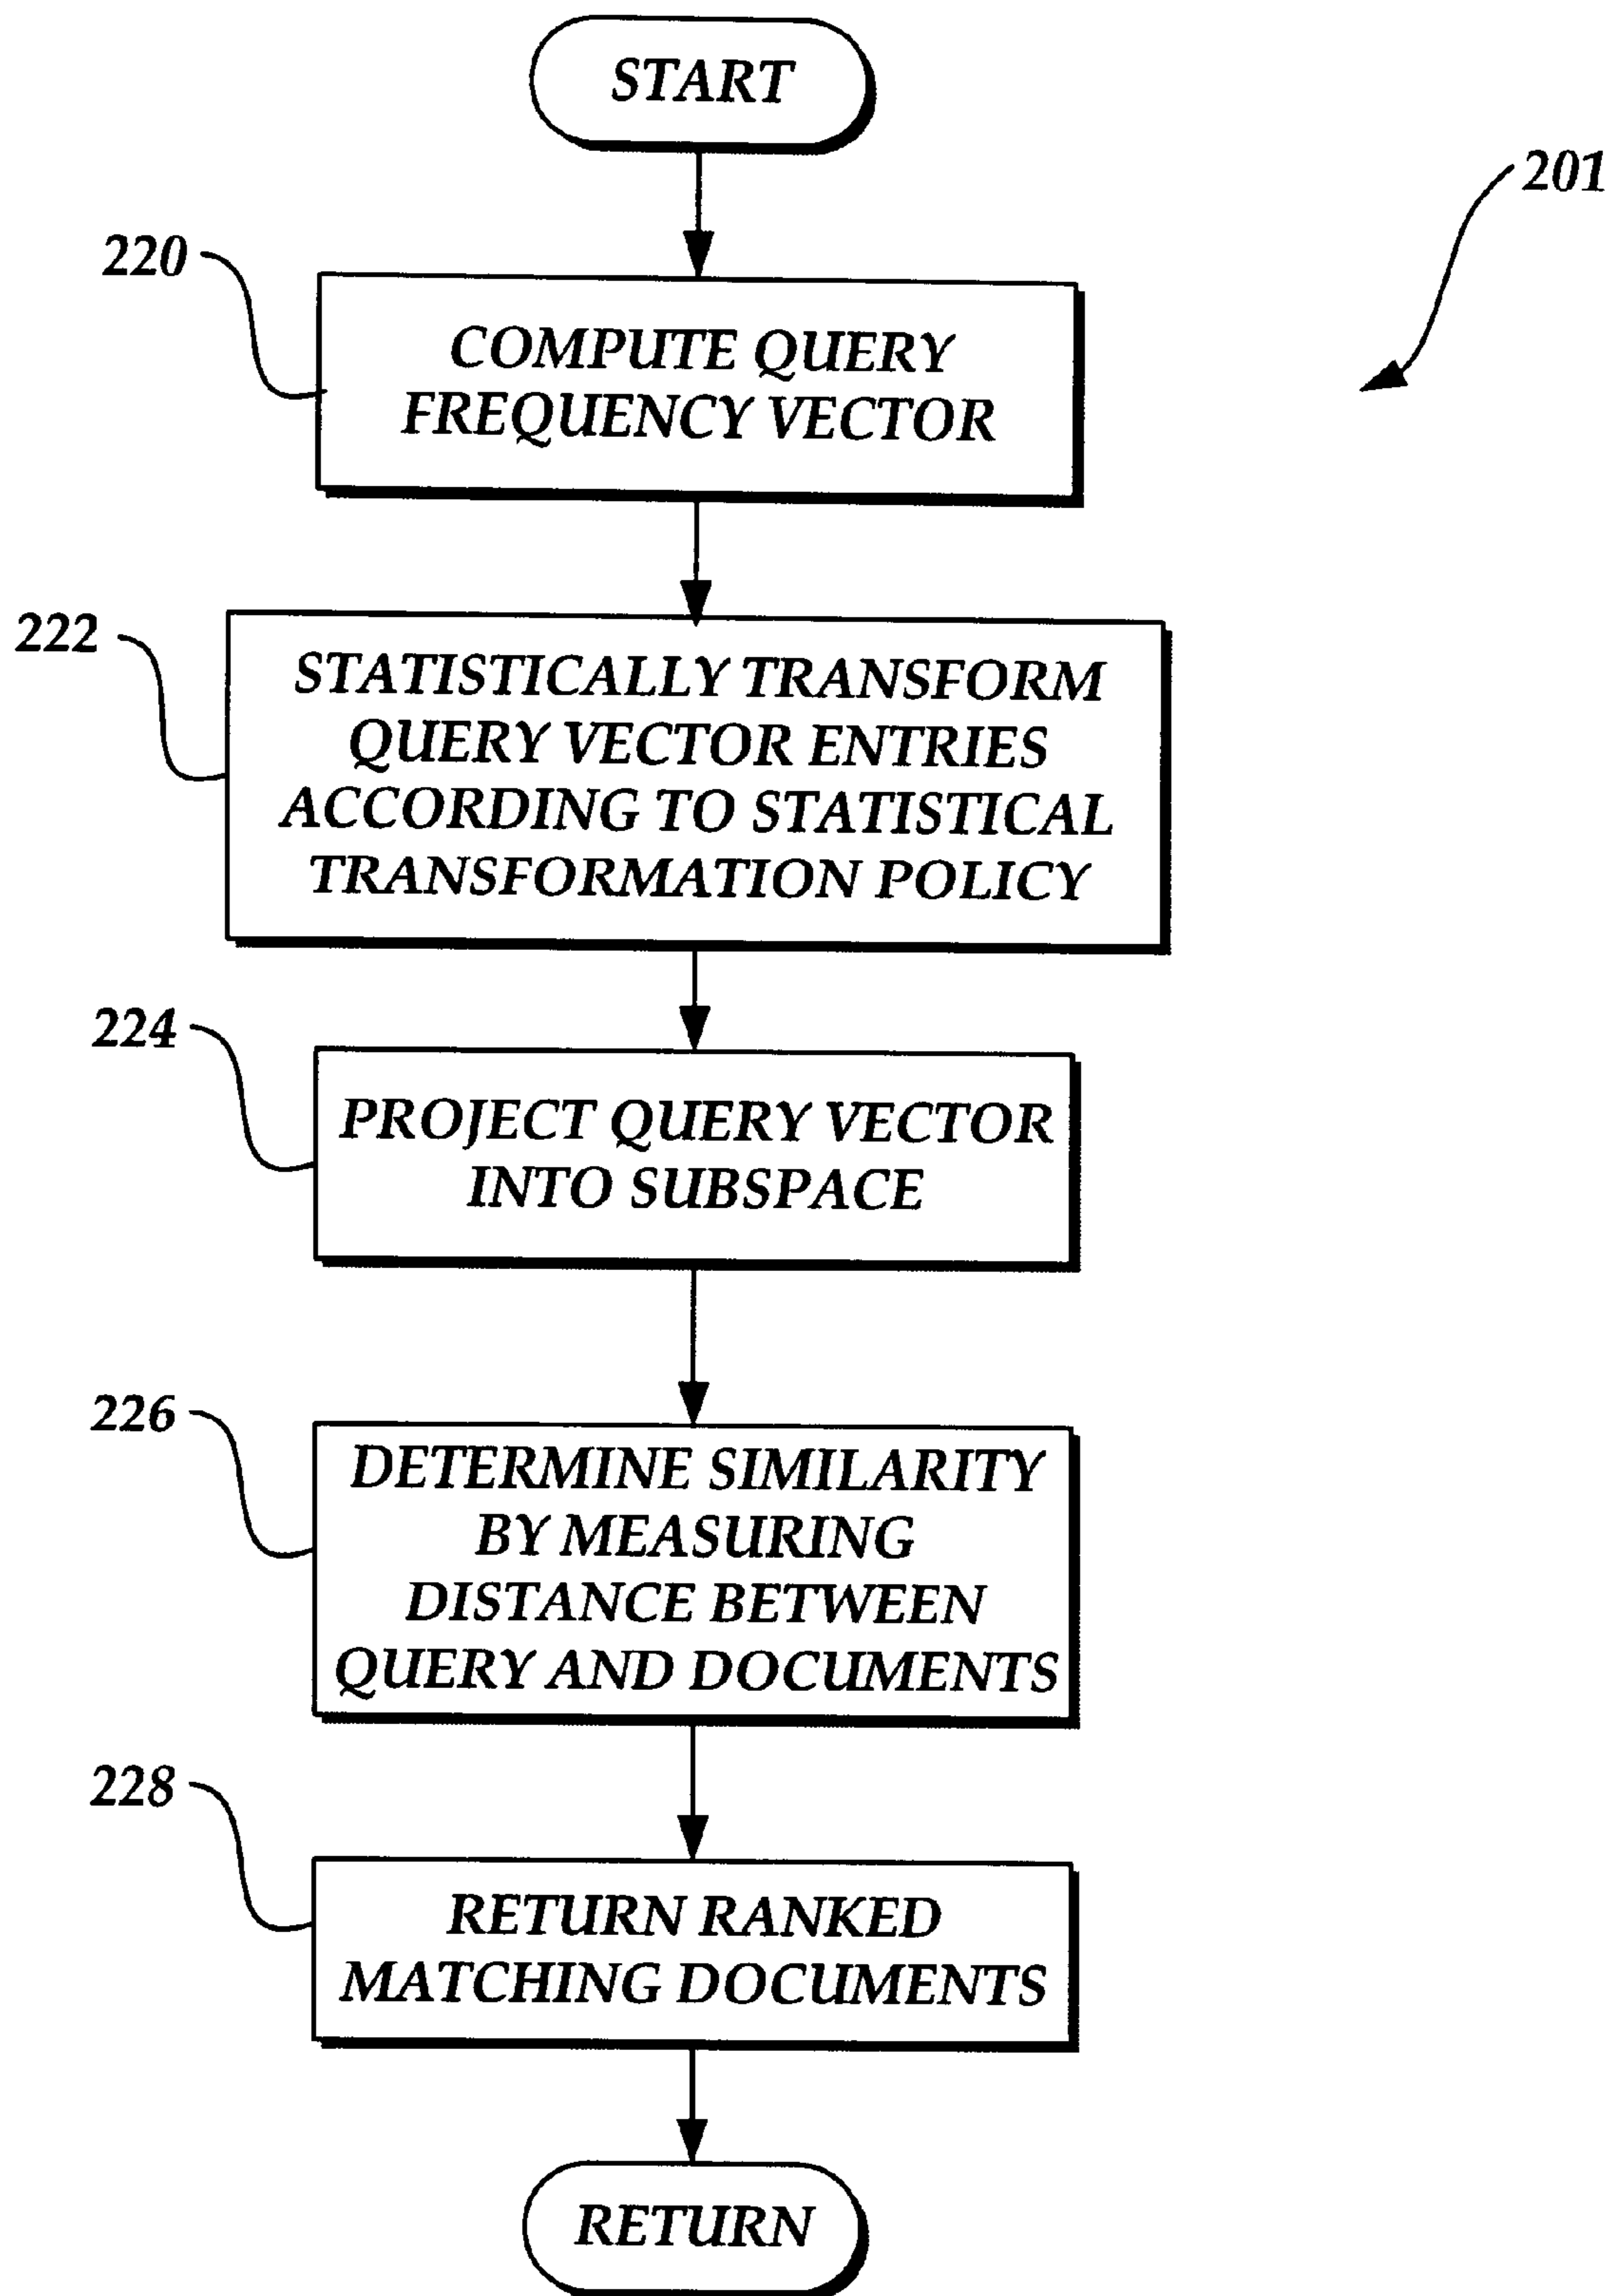 START
201
220
COMPUTE QUERY
FREQUENCY VECTOR
222
STATISTICALLY TRANSFORM
QUERY VECTOR ENTRIES
ACCORDING TO STATISTICAL
TRANSFORMATION POLICY
224
PROJECT QUERY VECTOR
INTO SUBSPACE
226
DETERMINE SIMILARITY
BY MEASURING
DISTANCE BETWEEN
QUERY AND DOCUMENTS
228
RETURN RANKED
MATCHING DOCUMENTS
RETURN